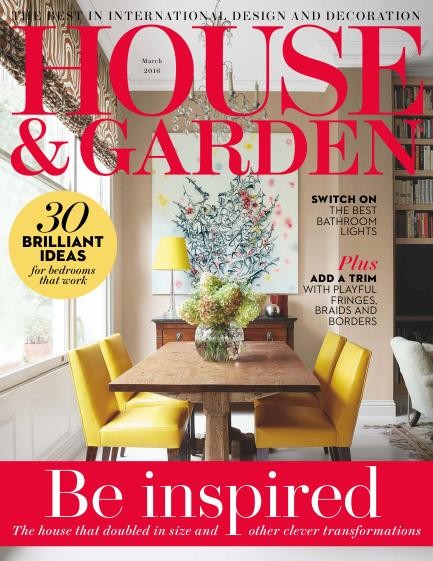 THE BEST IN INTERNATIONAL DESIGN AND DECORATION
HOUSE
March
2016
& GARDEN
30
BRILLIANT
IDEAS
for bedrooms
that work
SWITCH ON
THE BEST
BATHROOM
LIGHTS
Plus
ADD A TRIM
WITH PLAYFUL
FRINGES,
BRAIDS AND
BORDERS
Be inspired
The house that doubled in size and other clever transformations